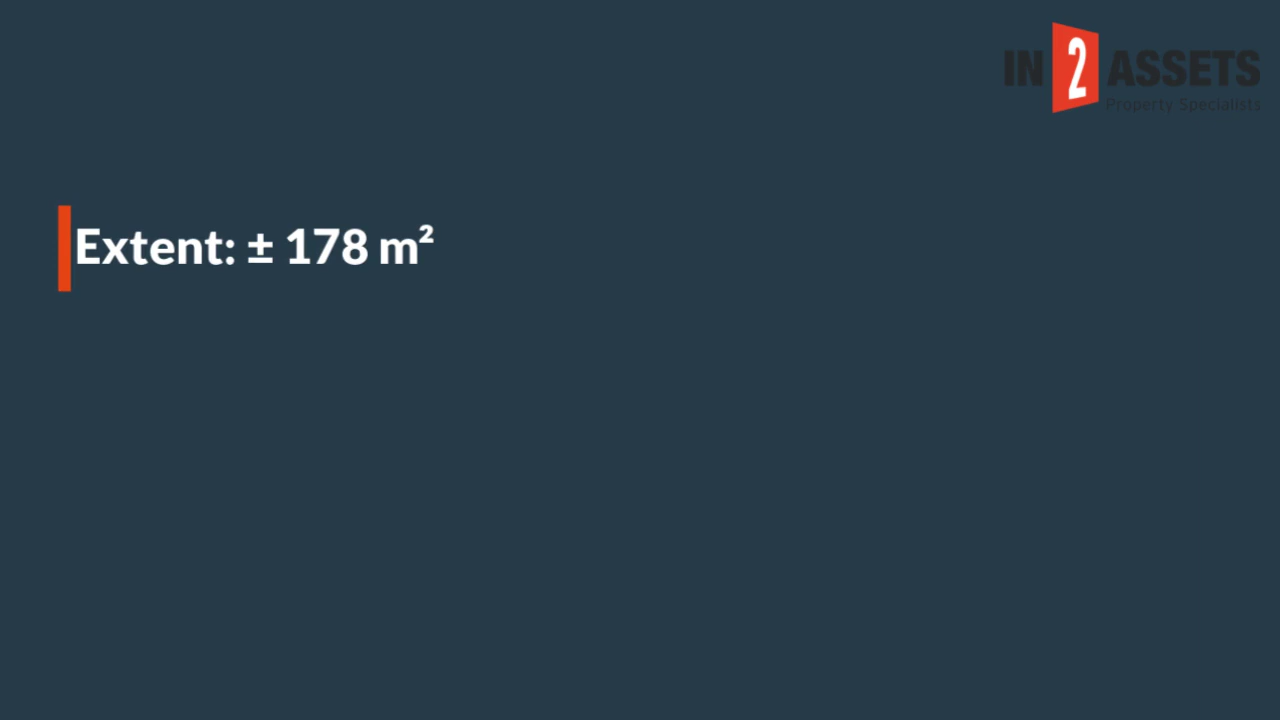 IN 2 ASSETS
Property Specialists
Extent: ± 178 m²